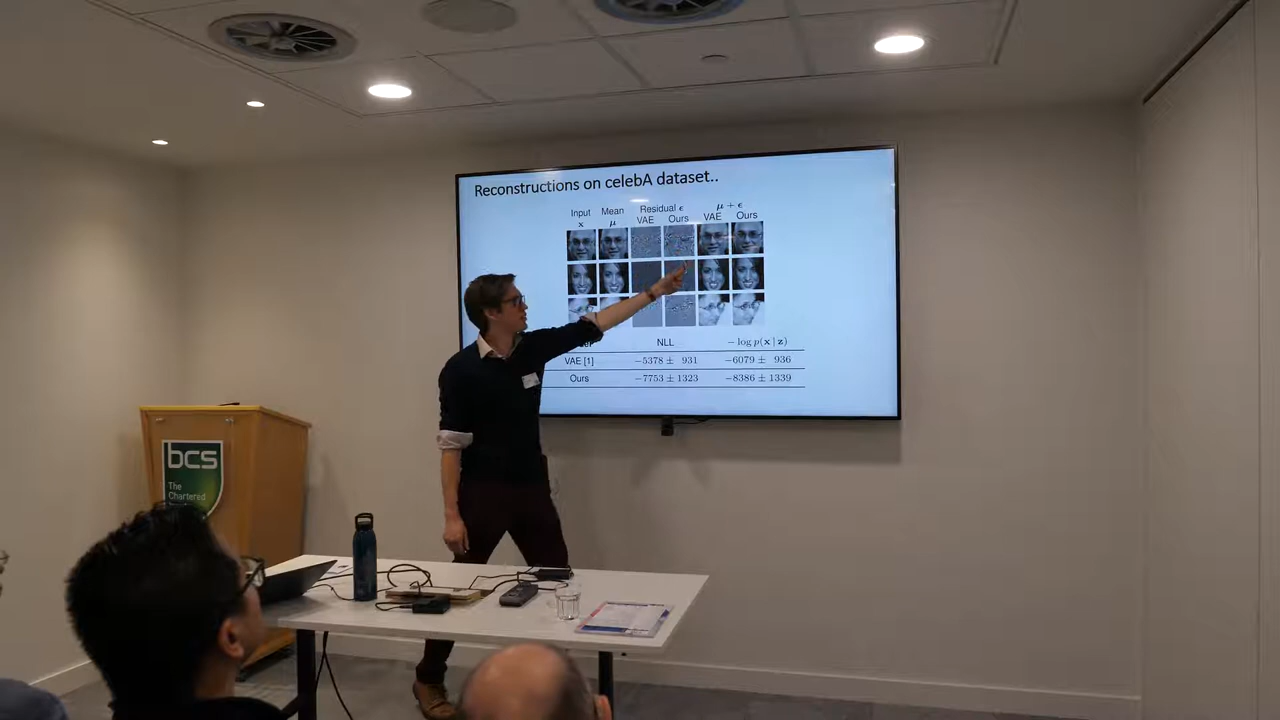 Reconstructions on celebA dataset..
Input Mean Residual ϵ μ + ϵ
x μ VAE Ours VAE Ours
NLL − log p(x | z)
VAE [1] −5378 ± 931 −6079 ± 936
Ours −7753 ± 1323 −8386 ± 1339
bcs
The
Chartered